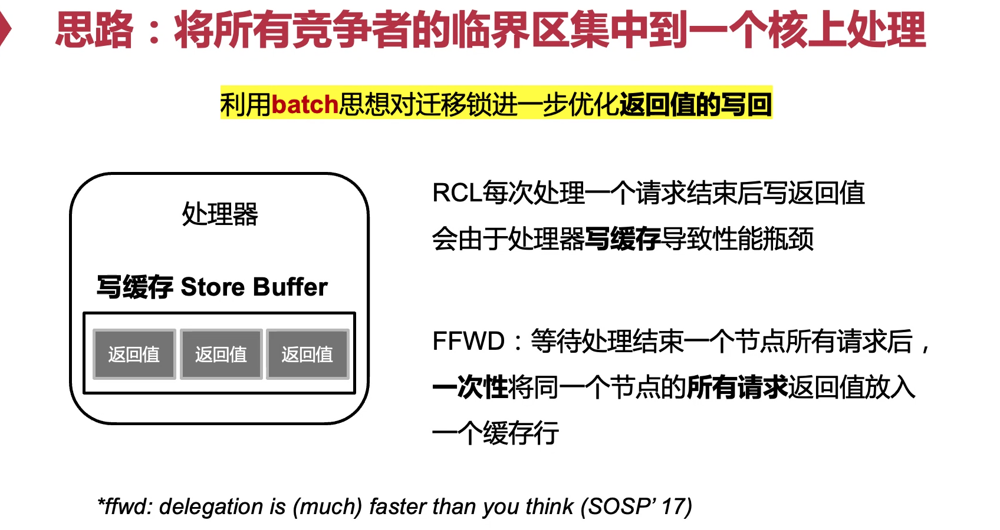 思路：将所有竞争者的临界区集中到一个核上处理
利用batch思想对迁移锁进一步优化返回值的写回
处理器
写缓存 Store Buffer
返回值 返回值 返回值
RCL每次处理一个请求结束后写返回值
会由于处理器写缓存导致性能瓶颈
FFWD：等待处理结束一个节点所有请求后，
一次性将同一个节点的所有请求返回值放入
一个缓存行
*ffwd: delegation is (much) faster than you think (SOSP’ 17)